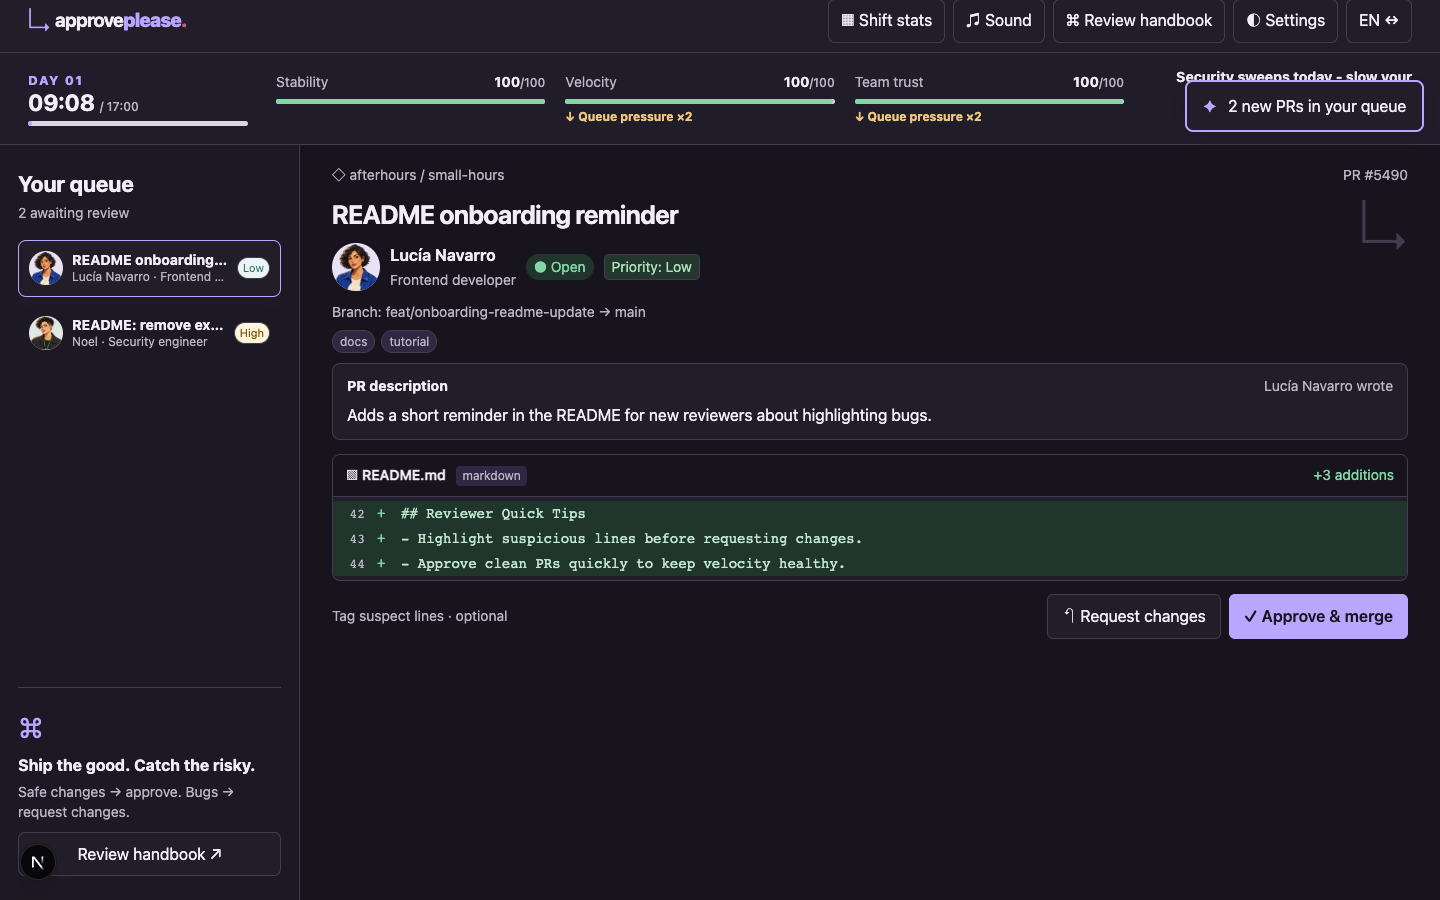 approveplease.
Shift stats
Sound
Review handbook
Settings
EN ↔
DAY 01
09:08 / 17:00
Stability 100/100
Velocity 100/100
↓ Queue pressure ×2
Team trust 100/100
↓ Queue pressure ×2
Security sweeps today - slow your
2 new PRs in your queue
Your queue
2 awaiting review
README onboarding...
Lucía Navarro · Frontend ...
Low
README: remove ex...
Noel · Security engineer
High
Ship the good. Catch the risky.
Safe changes → approve. Bugs →
request changes.
Review handbook ↗
N
◇ afterhours / small-hours
PR #5490
README onboarding reminder
Lucía Navarro
Frontend developer
Open
Priority: Low
Branch: feat/onboarding-readme-update → main
docs
tutorial
PR description
Lucía Navarro wrote
Adds a short reminder in the README for new reviewers about highlighting bugs.
README.md
markdown
+3 additions
42 + ## Reviewer Quick Tips
43 + - Highlight suspicious lines before requesting changes.
44 + - Approve clean PRs quickly to keep velocity healthy.
Tag suspect lines · optional
Request changes
✓ Approve & merge